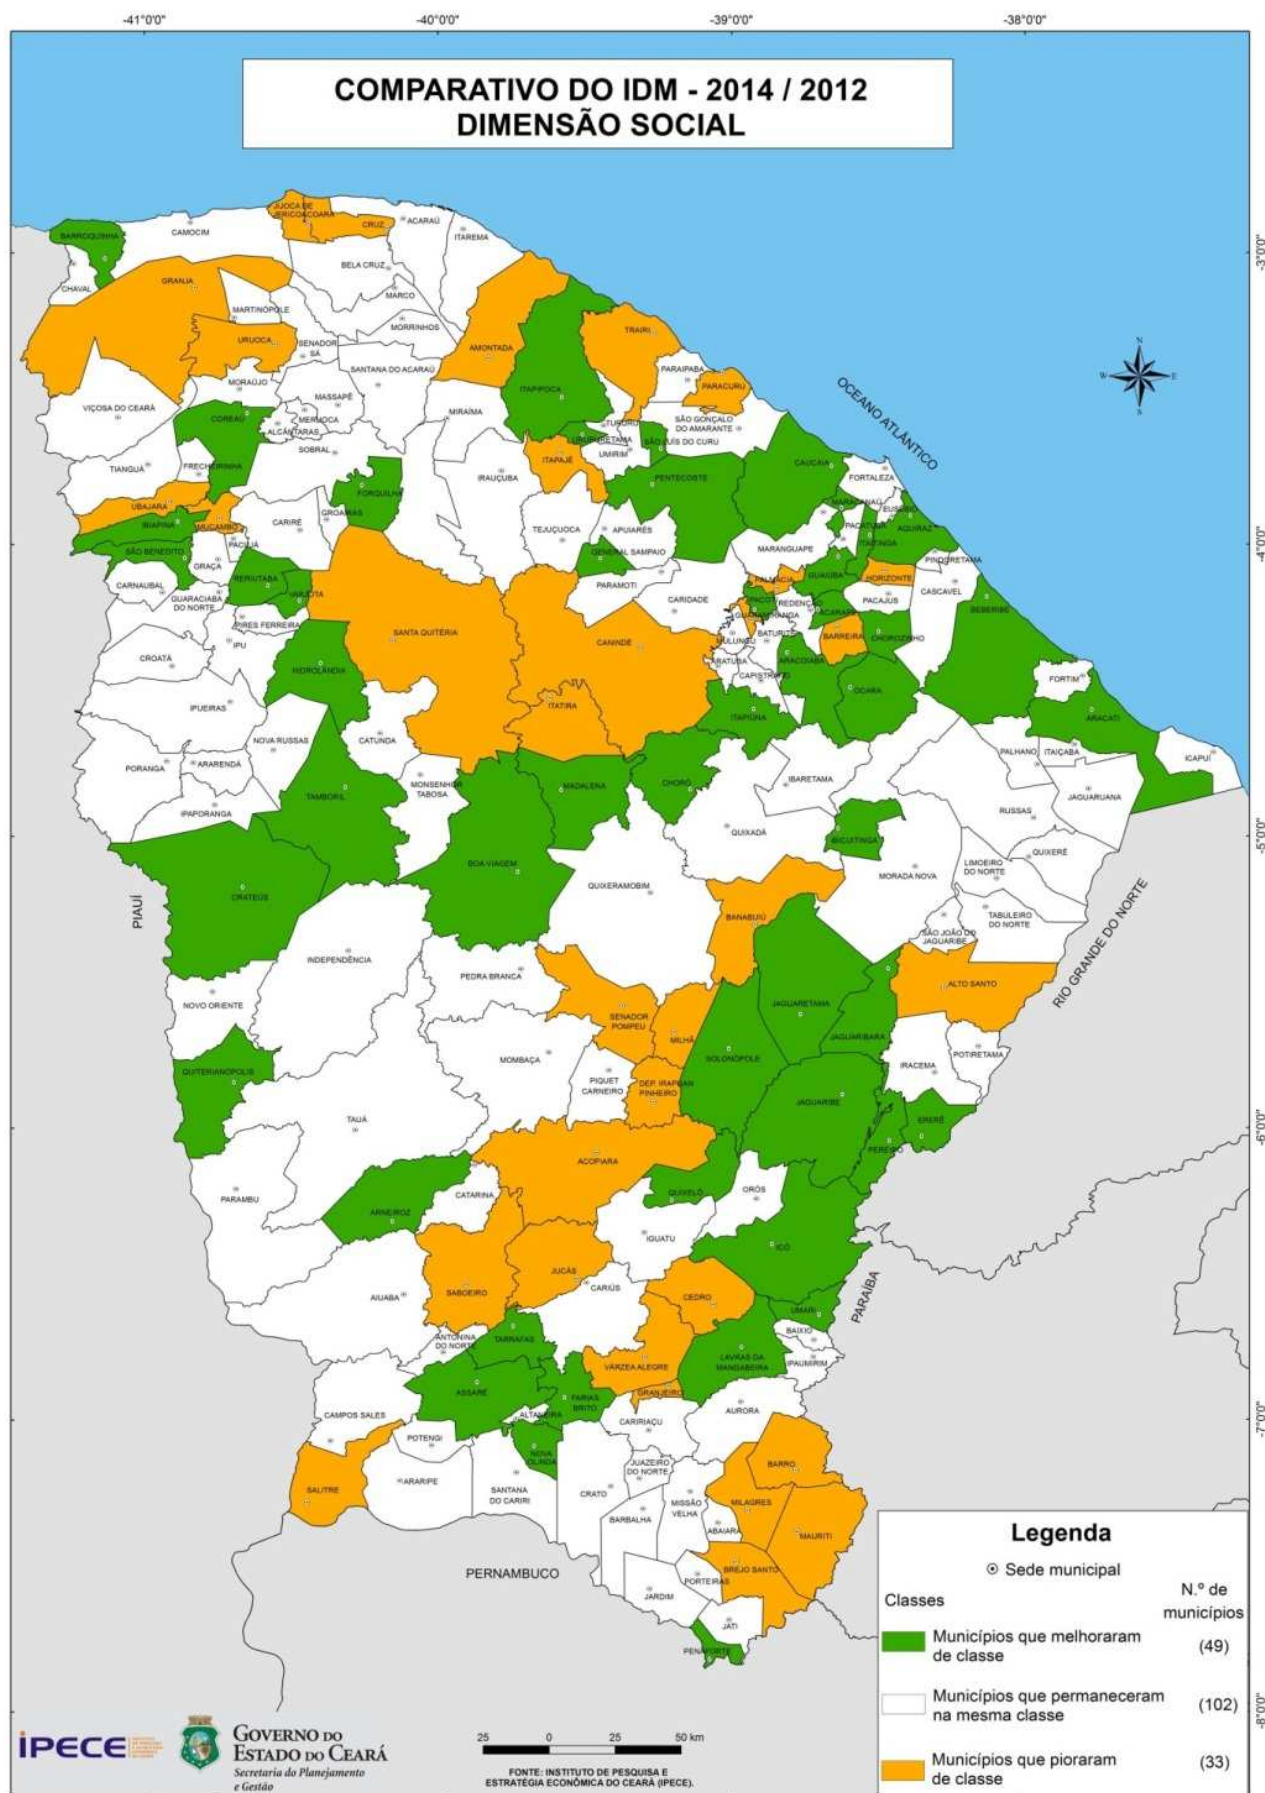 -41°0'0"
-40°0'0"
-39°0'0"
-38°0'0"
COMPARATIVO DO IDM - 2014 / 2012
DIMENSÃO SOCIAL
JIJOCA DE
JERICOACOARA
CRUZ
ACARAÚ
ITAREMA
BARROQUINHA
CAMOCIM
-3°0'0"
CHAVAL
GRANJA
BELA CRUZ
MARCO
MARTINÓPOLE
MORRINHOS
URUOCA
SENADOR
SÁ
AMONTADA
TRAIRI
N
W
E
S
SANTANA DO ACARAÚ
PARAIPABA
PARACURU
OCEANO ATLÂNTICO
MORAÚJO
MASSAPÊ
ITAPIPOCA
VIÇOSA DO CEARÁ
COREAÚ
MERUOCA
ALCÂNTARAS
MIRAÍMA
TURURU
SÃO GONÇALO
DO AMARANTE
URUBURETAMA
SÃO LUÍS DO CURU
SOBRAL
UMIRIM
TIANGUÁ
FRECHEIRINHA
ITAPAJÉ
CAUCAIA
FORTALEZA
IRAUÇUBA
PENTECOSTE
FORQUILHA
UBAJARA
MARACANAÚ
EUSÉBIO
IBIAPINA
MUCAMBO
CARIRÉ
GROAÍRAS
TEJUÇUOCA
APUIARÉS
PACATUBA
AQUIRAZ
PACUJÁ
ITAITINGA
-4°0'0"
SÃO BENEDITO
GENERAL SAMPAIO
MARANGUAPE
GRAÇA
PINDORETAMA
CARNAUBAL
RERIUTABA
PARAMOTI
PALMÁCIA
GUAIÚBA
HORIZONTE
GUARACIABA
DO NORTE
VARJOTA
CARIDADE
PACOTI
REDENÇÃO
PACAJUS
CASCAVEL
BEBERIBE
PIRES FERREIRA
GUARAMIRANGA
ACARAPE
IPU
SANTA QUITÉRIA
CANINDÉ
MULUNGU
BATURITÉ
BARREIRA
CHOROZINHO
CROATÁ
HIDROLÂNDIA
ARATUBA
ARACOIABA
CAPISTRANO
FORTIM
OCARA
IPUEIRAS
ITATIRA
ITAPIÚNA
ARACATI
NOVA RUSSAS
CATUNDA
PALHANO
ITAIÇABA
ICAPUÍ
PORANGA
ARARENDÁ
MONSENHOR
TABOSA
MADALENA
CHORÓ
IBARETAMA
TAMBORIL
JAGUARUANA
IPAPORANGA
RUSSAS
QUIXADÁ
IBICUITINGA
-5°0'0"
QUIXERÉ
BOA VIAGEM
MORADA NOVA
LIMOEIRO
DO NORTE
CRATEÚS
QUIXERAMOBIM
PIAUÍ
BANABUIÚ
TABULEIRO
DO NORTE
SÃO JOÃO DO
JAGUARIBE
RIO GRANDE DO NORTE
INDEPENDÊNCIA
PEDRA BRANCA
NOVO ORIENTE
ALTO SANTO
JAGUARETAMA
SENADOR
POMPEU
JAGUARIBARA
MILHÃ
SOLONÓPOLE
POTIRETAMA
MOMBAÇA
IRACEMA
QUITERIANÓPOLIS
PIQUET
CARNEIRO
DEP. IRAPUAN
PINHEIRO
JAGUARIBE
TAUÁ
ERERÊ
-6°0'0"
PEREIRO
ACOPIARA
PARAMBU
CATARINA
QUIXELÔ
ORÓS
ARNEIROZ
IGUATU
ICÓ
JUCÁS
PARAÍBA
SABOEIRO
CARIÚS
CEDRO
AIUABA
UMARI
ANTONINA
DO NORTE
TARRAFAS
BAIXIO
LAVRAS DA
MANGABEIRA
IPAUMIRIM
VÁRZEA ALEGRE
ASSARÉ
GRANJEIRO
FARIAS
BRITO
CAMPOS SALES
ALTANEIRA
CARIRIAÇU
AURORA
-7°0'0"
POTENGI
NOVA
OLINDA
JUAZEIRO
DO NORTE
BARRO
SALITRE
ARARIPE
SANTANA
DO CARIRI
CRATO
MISSÃO
VELHA
MILAGRES
BARBALHA
ABAIARA
MAURITI
PERNAMBUCO
BREJO SANTO
PORTEIRAS
JARDIM
JATI
PENAFORTE
Legenda
Sede municipal
Classes
N.º de
municípios
Municípios que melhoraram
de classe
(49)
Municípios que permaneceram
na mesma classe
(102)
Municípios que pioraram
de classe
(33)
-8°0'0"
IPECE
GOVERNO DO
ESTADO DO CEARÁ
Secretaria do Planejamento
e Gestão
25
0
50 km
FONTE: INSTITUTO DE PESQUISA E
ESTRATÉGIA ECONÔMICA DO CEARÁ (IPECE).